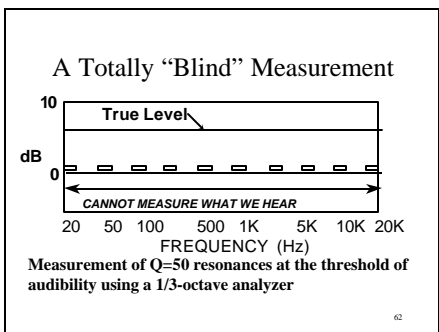 A Totally “Blind” Measurement
10
True Level
dB
0
CANNOT MEASURE WHAT WE HEAR
20 50 100 500 1K 5K 10K 20K
FREQUENCY (Hz)
Measurement of Q=50 resonances at the threshold of
audibility using a 1/3-octave analyzer
62